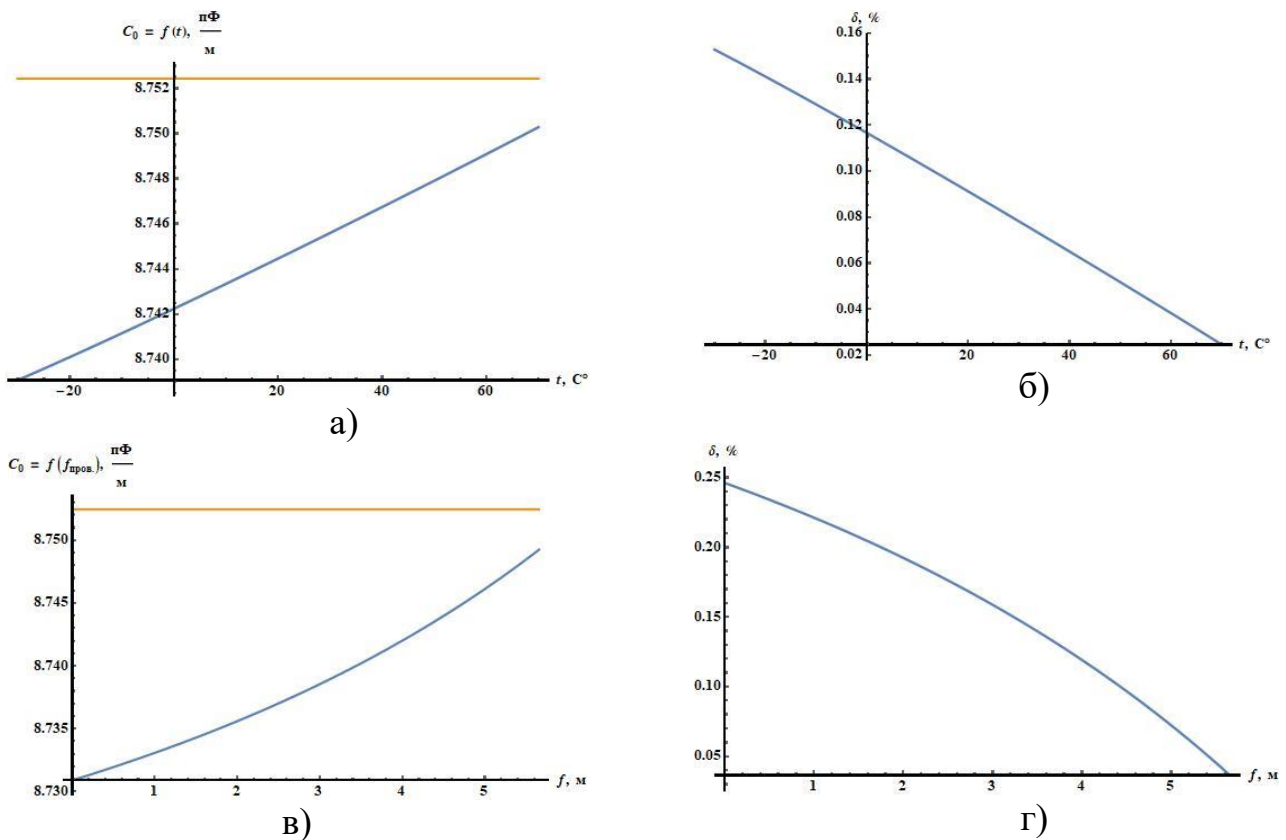 C₀ = f (t), пФ/м
8.752
8.750
8.748
8.746
8.744
8.742
8.740
−20 20 40 60 t, C°
а)
δ, %
0.16
0.14
0.12
0.10
0.08
0.06
0.04
0.02
−20 20 40 60 t, C°
б)
C₀ = f (fпров.), пФ/м
8.750
8.745
8.740
8.735
8.730
1 2 3 4 5 f, м
в)
δ, %
0.25
0.20
0.15
0.10
0.05
1 2 3 4 5 f, м
г)